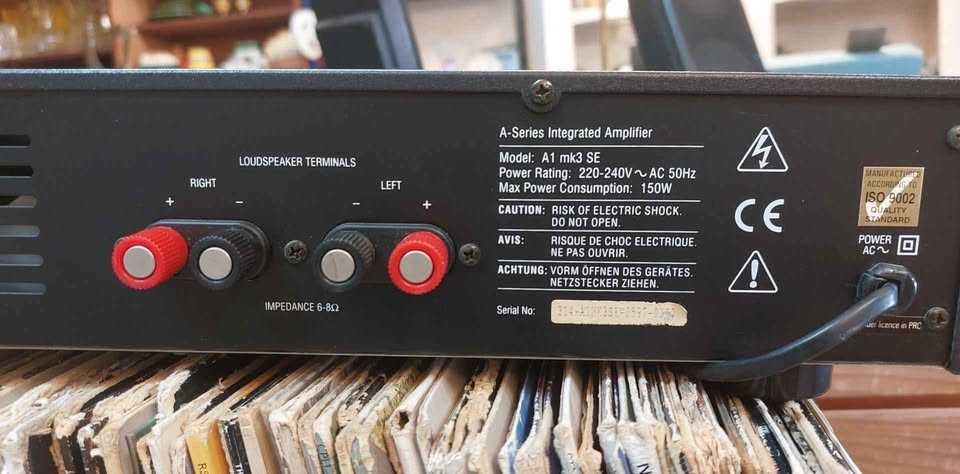 LOUDSPEAKER TERMINALS
RIGHT
LEFT
+
−
−
+
IMPEDANCE 6-8Ω
A-Series Integrated Amplifier
Model: A1 mk3 SE
Power Rating: 220-240V ~ AC 50Hz
Max Power Consumption: 150W
CAUTION: RISK OF ELECTRIC SHOCK.
DO NOT OPEN.
AVIS: RISQUE DE CHOC ELECTRIQUE.
NE PAS OUVRIR.
ACHTUNG: VORM ÖFFNEN DES GERÄTES.
NETZSTECKER ZIEHEN.
Serial No:
CE
MANUFACTURED
ACCORDING TO
ISO 9002
QUALITY
STANDARD
POWER
AC ~
licence in PRC